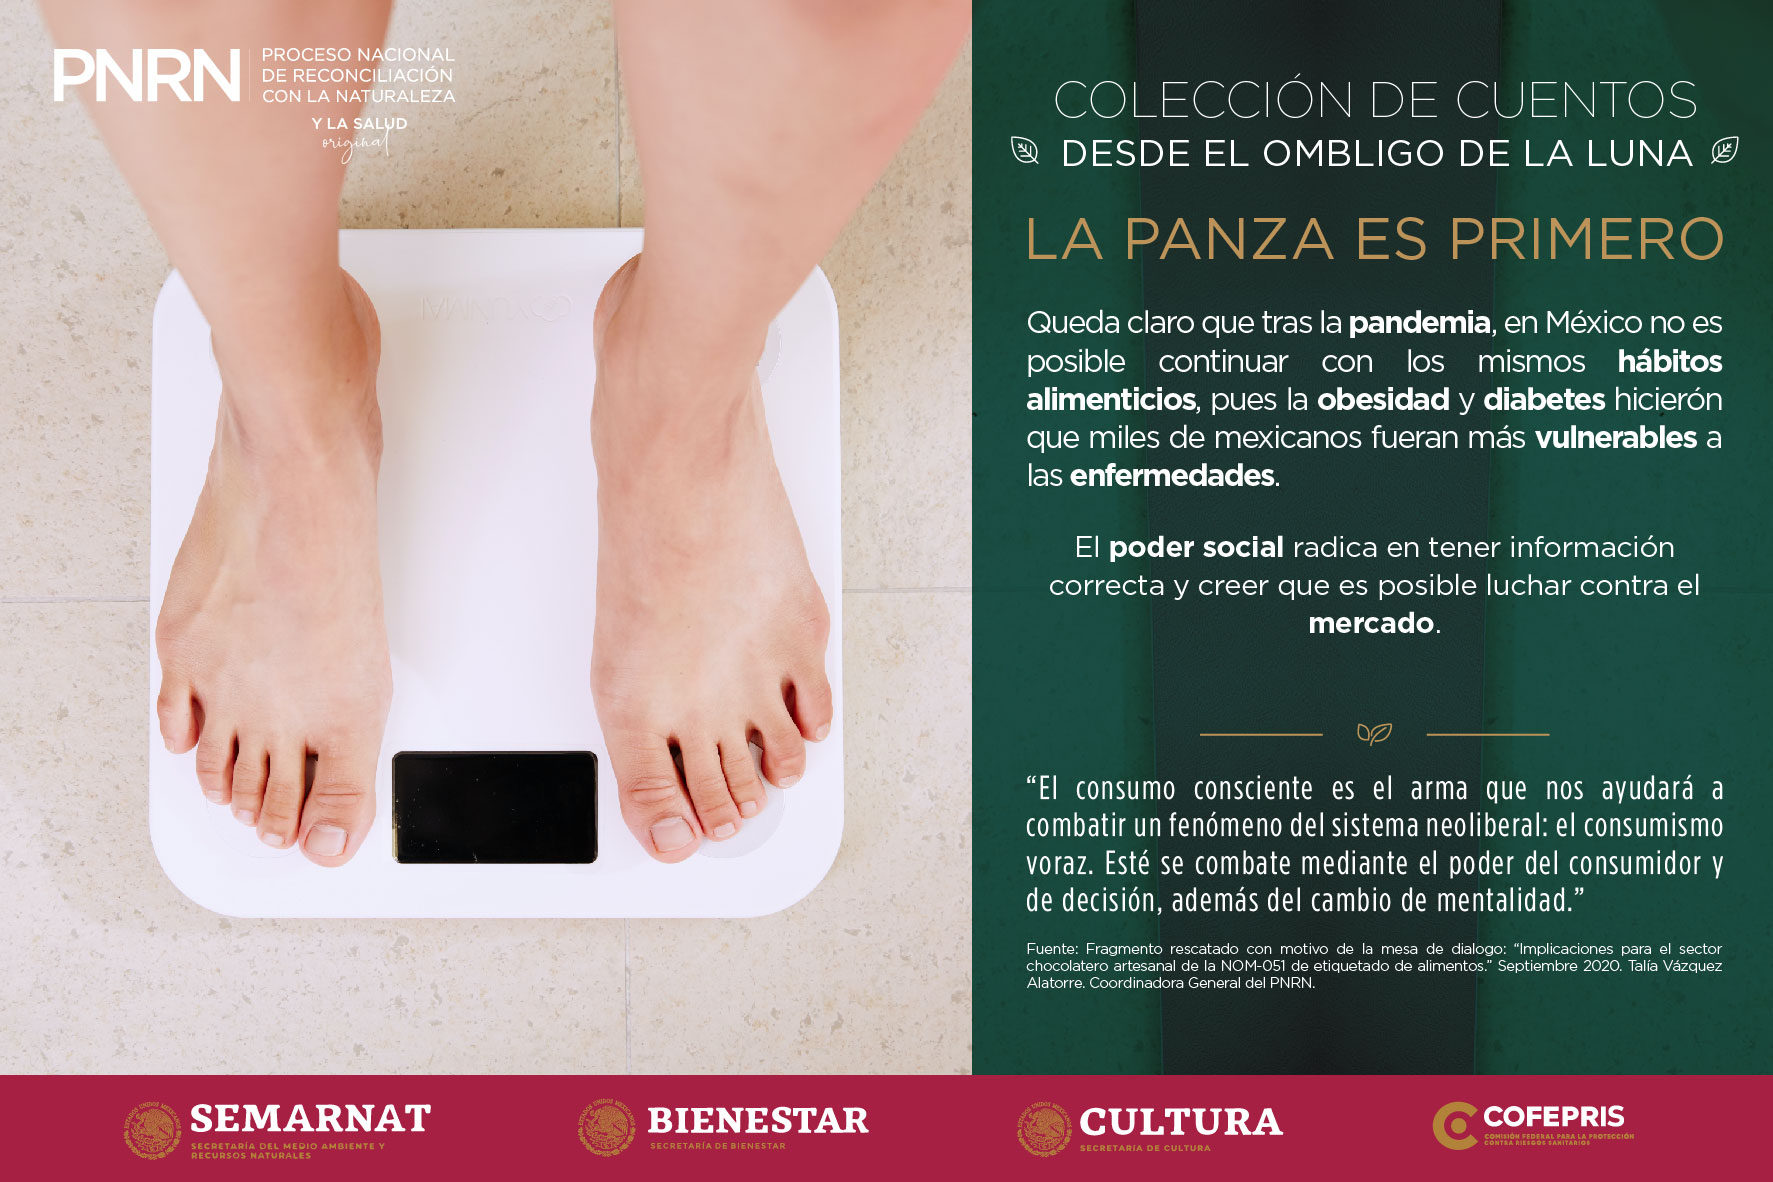 PNRN
PROCESO NACIONAL
DE RECONCILIACIÓN
CON LA NATURALEZA
Y LA SALUD
original
COLECCIÓN DE CUENTOS
DESDE EL OMBLIGO DE LA LUNA
LA PANZA ES PRIMERO
Queda claro que tras la pandemia, en México no es
posible continuar con los mismos hábitos
alimenticios, pues la obesidad y diabetes hicierón
que miles de mexicanos fueran más vulnerables a
las enfermedades.
El poder social radica en tener información
correcta y creer que es posible luchar contra el
mercado.
“El consumo consciente es el arma que nos ayudará a
combatir un fenómeno del sistema neoliberal: el consumismo
voraz. Esté se combate mediante el poder del consumidor y
de decisión, además del cambio de mentalidad.”
Fuente: Fragmento rescatado con motivo de la mesa de dialogo: “Implicaciones para el sector
chocolatero artesanal de la NOM-051 de etiquetado de alimentos.” Septiembre 2020. Talía Vázquez
Alatorre. Coordinadora General del PNRN.
SEMARNAT
SECRETARÍA DEL MEDIO AMBIENTE Y
RECURSOS NATURALES
BIENESTAR
SECRETARÍA DE BIENESTAR
CULTURA
SECRETARÍA DE CULTURA
COFEPRIS
COMISIÓN FEDERAL PARA LA PROTECCIÓN
CONTRA RIESGOS SANITARIOS